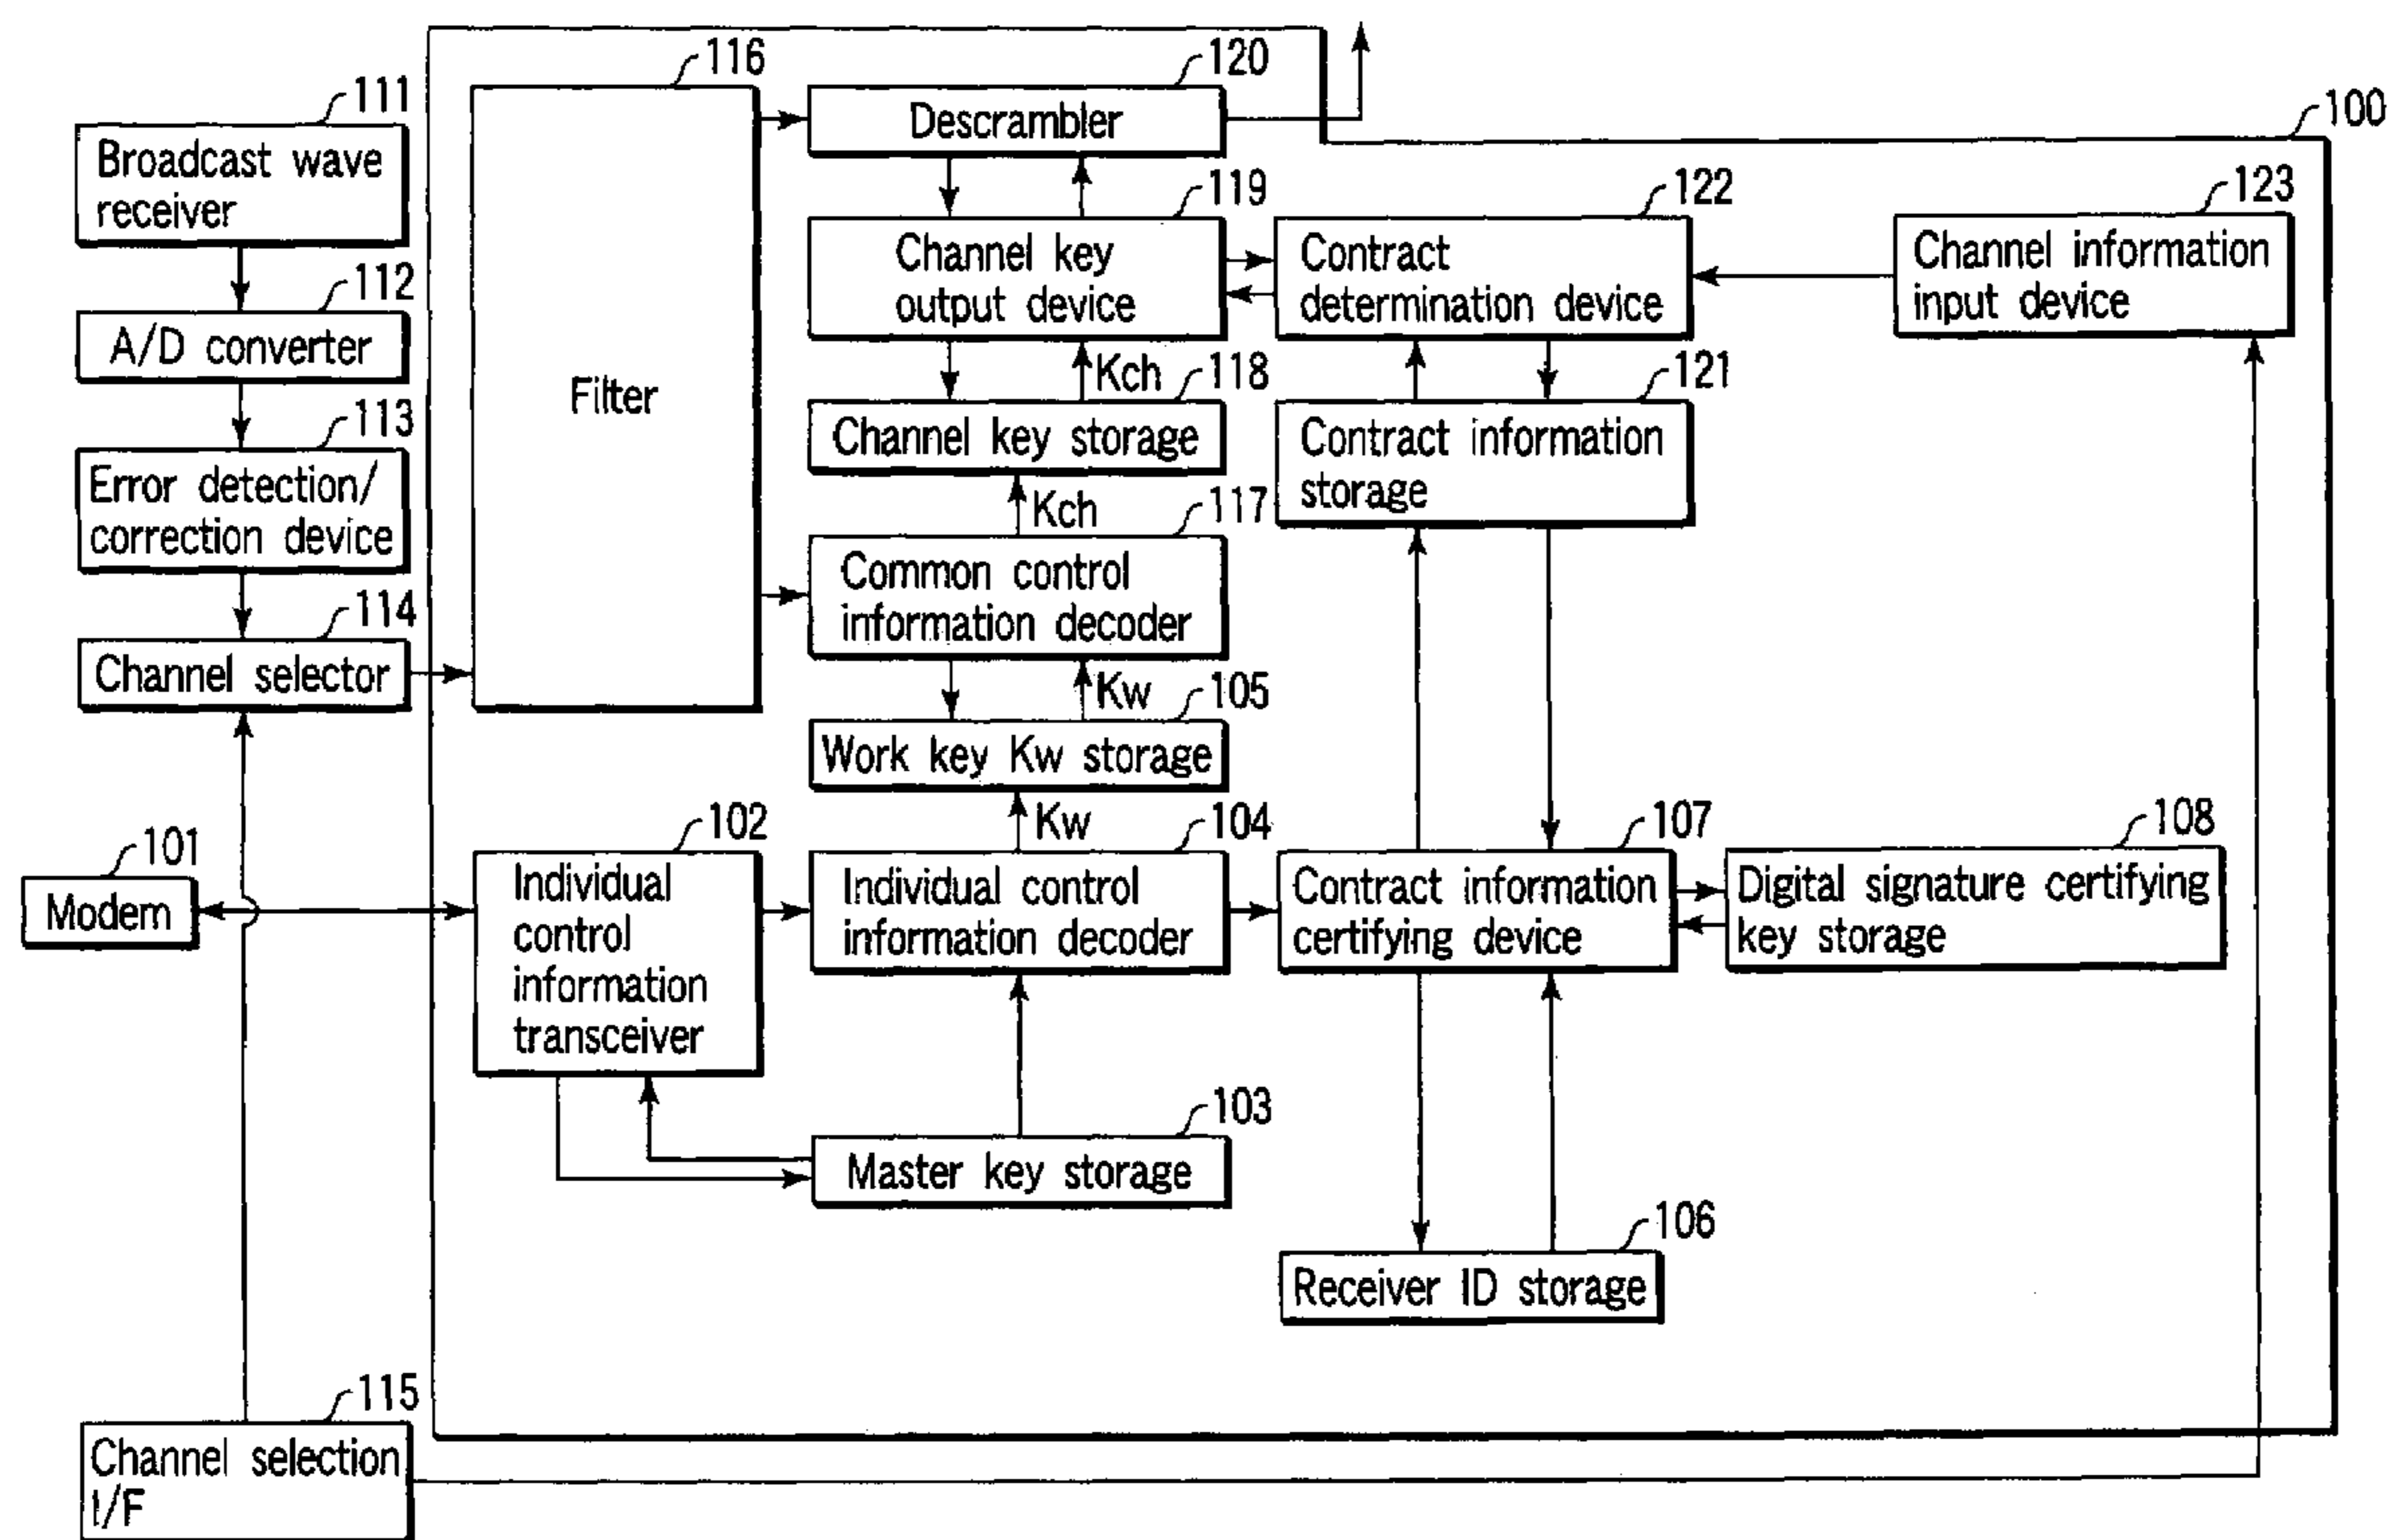 111
Broadcast wave
receiver
112
A/D converter
113
Error detection/
correction device
114
Channel selector
101
Modem
115
Channel selection
I/F
116
Filter
102
Individual
control
information
transceiver
120
Descrambler
119
Channel key
output device
Kch
118
Channel key storage
Kch
117
Common control
information decoder
Kw
105
Work key Kw storage
Kw
104
Individual control
information decoder
103
Master key storage
122
Contract
determination device
121
Contract information
storage
107
Contract information
certifying device
106
Receiver ID storage
100
123
Channel information
input device
108
Digital signature certifying
key storage